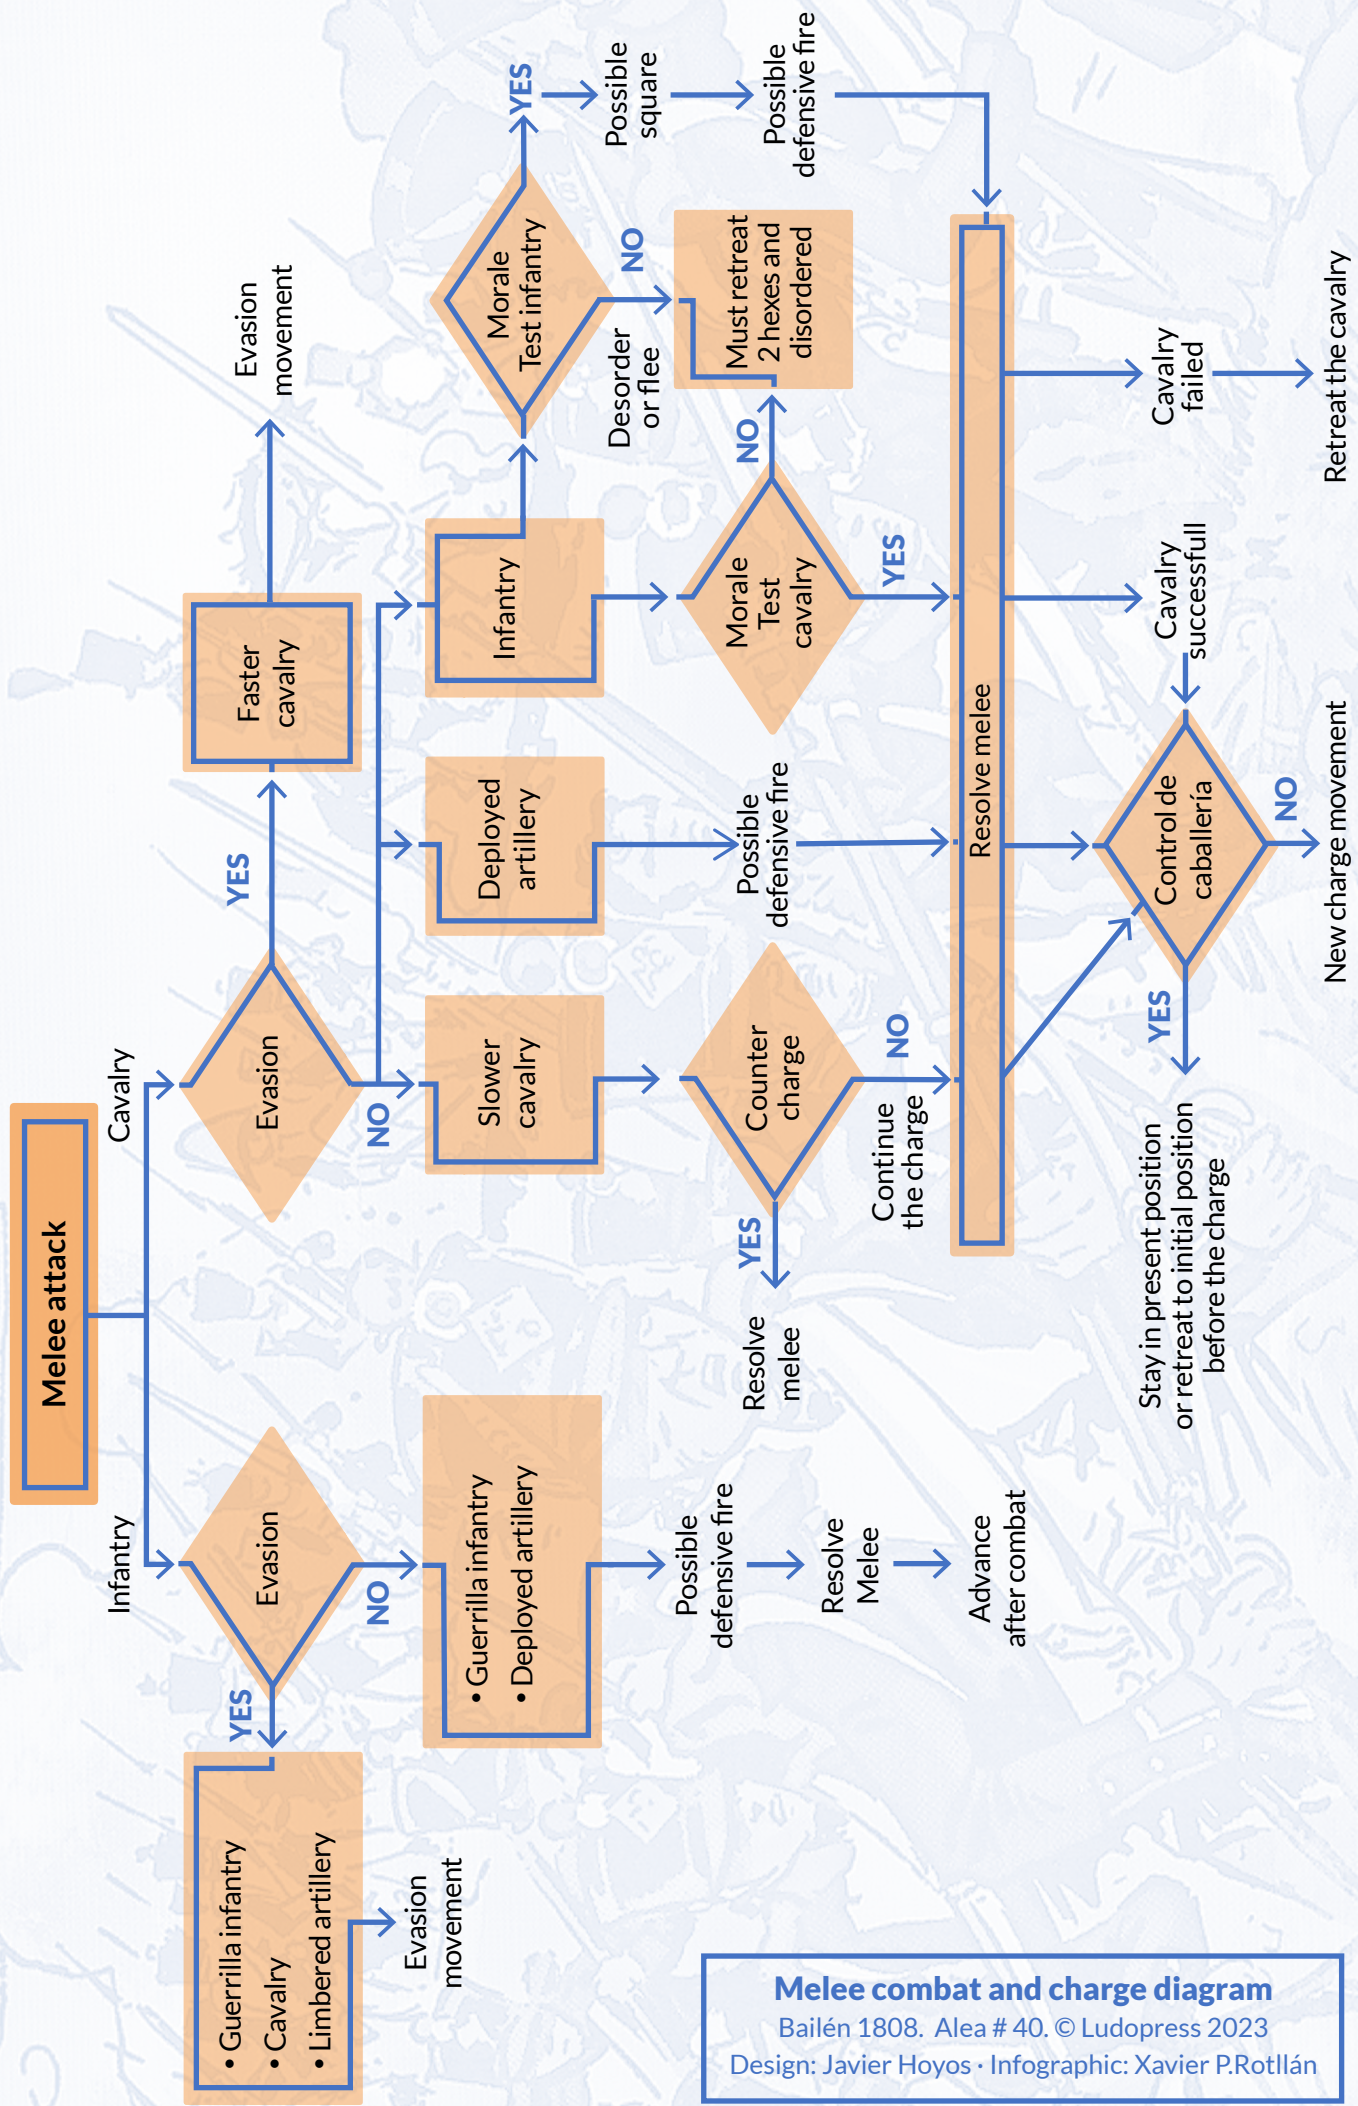 Melee attack
Infantry
Cavalry
Evasion
YES
NO
• Guerrilla infantry
• Cavalry
• Limbered artillery
Evasion
movement
• Guerrilla infantry
• Deployed artillery
Possible
defensive fire
Resolve
Melee
Advance
after combat
Evasion
YES
NO
Faster
cavalry
Evasion
movement
Slower
cavalry
Deployed
artillery
Infantry
Counter
charge
YES
Resolve
melee
NO
Continue
the charge
Possible
defensive fire
Morale
Test
cavalry
NO
YES
Morale
Test infantry
YES
NO
Desorder
or flee
Must retreat
2 hexes and
disordered
Possible
square
Possible
defensive fire
Resolve melee
Control de
caballería
YES
Stay in present position
or retreat to initial position
before the charge
NO
New charge movement
Cavalry
successfull
Cavalry
failed
Retreat the cavalry
Melee combat and charge diagram
Bailén 1808. Alea # 40. © Ludopress 2023
Design: Javier Hoyos · Infographic: Xavier P.Rotllán